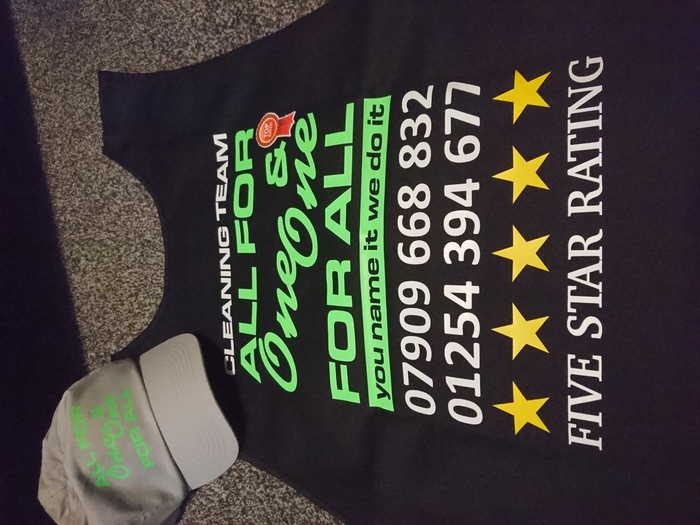 CLEANING TEAM
ALL FOR
One &
One
FOR ALL
you name it we do it
07909 668 832
01254 394 677
FIVE STAR RATING
ALL FOR
One &
One
FOR ALL